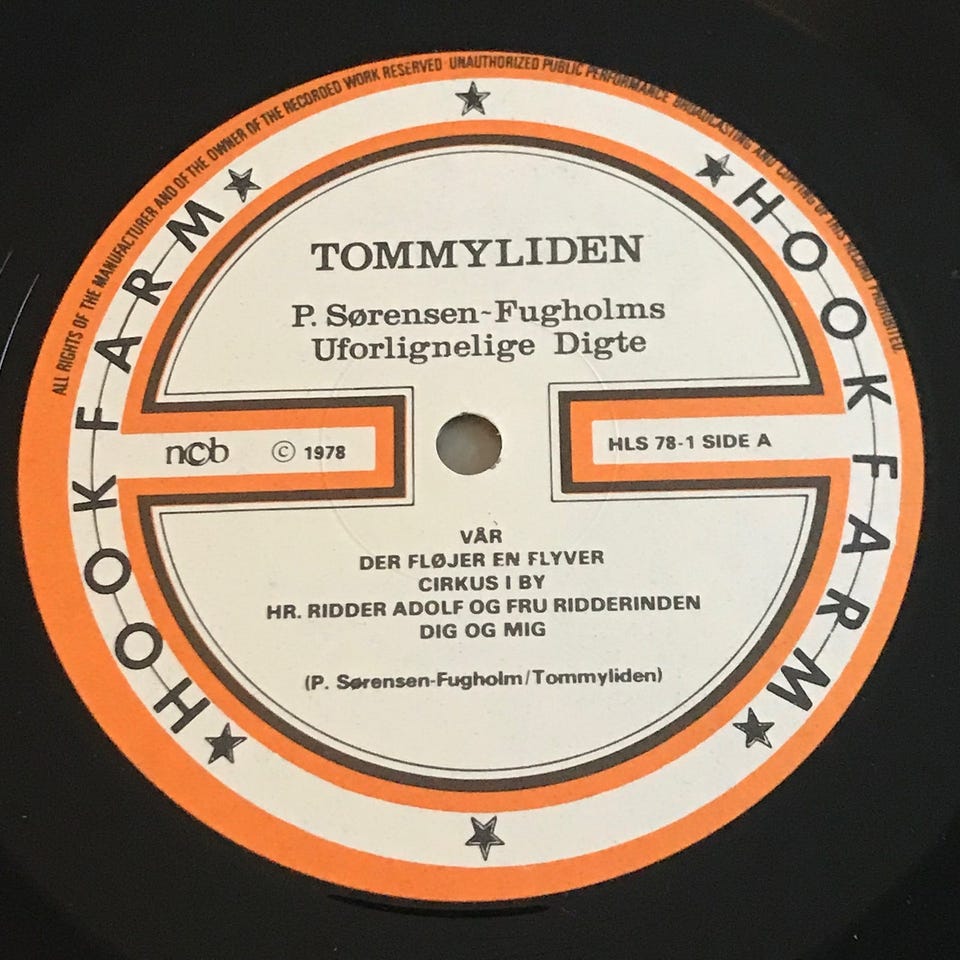 ALL RIGHTS OF THE MANUFACTURER AND OF THE OWNER OF THE RECORDED WORK RESERVED UNAUTHORIZED PUBLIC PERFORMANCE BROADCASTING AND COPYING OF THIS RECORD PROHIBITED.
HOOKFARM
HOOKFARM
TOMMYLIDEN
P. Sørensen-Fugholms
Uforlignelige Digte
ncb © 1978
HLS 78-1 SIDE A
VÅR
DER FLØJER EN FLYVER
CIRKUS I BY
HR. RIDDER ADOLF OG FRU RIDDERINDEN
DIG OG MIG
(P. Sørensen-Fugholm/Tommyliden)